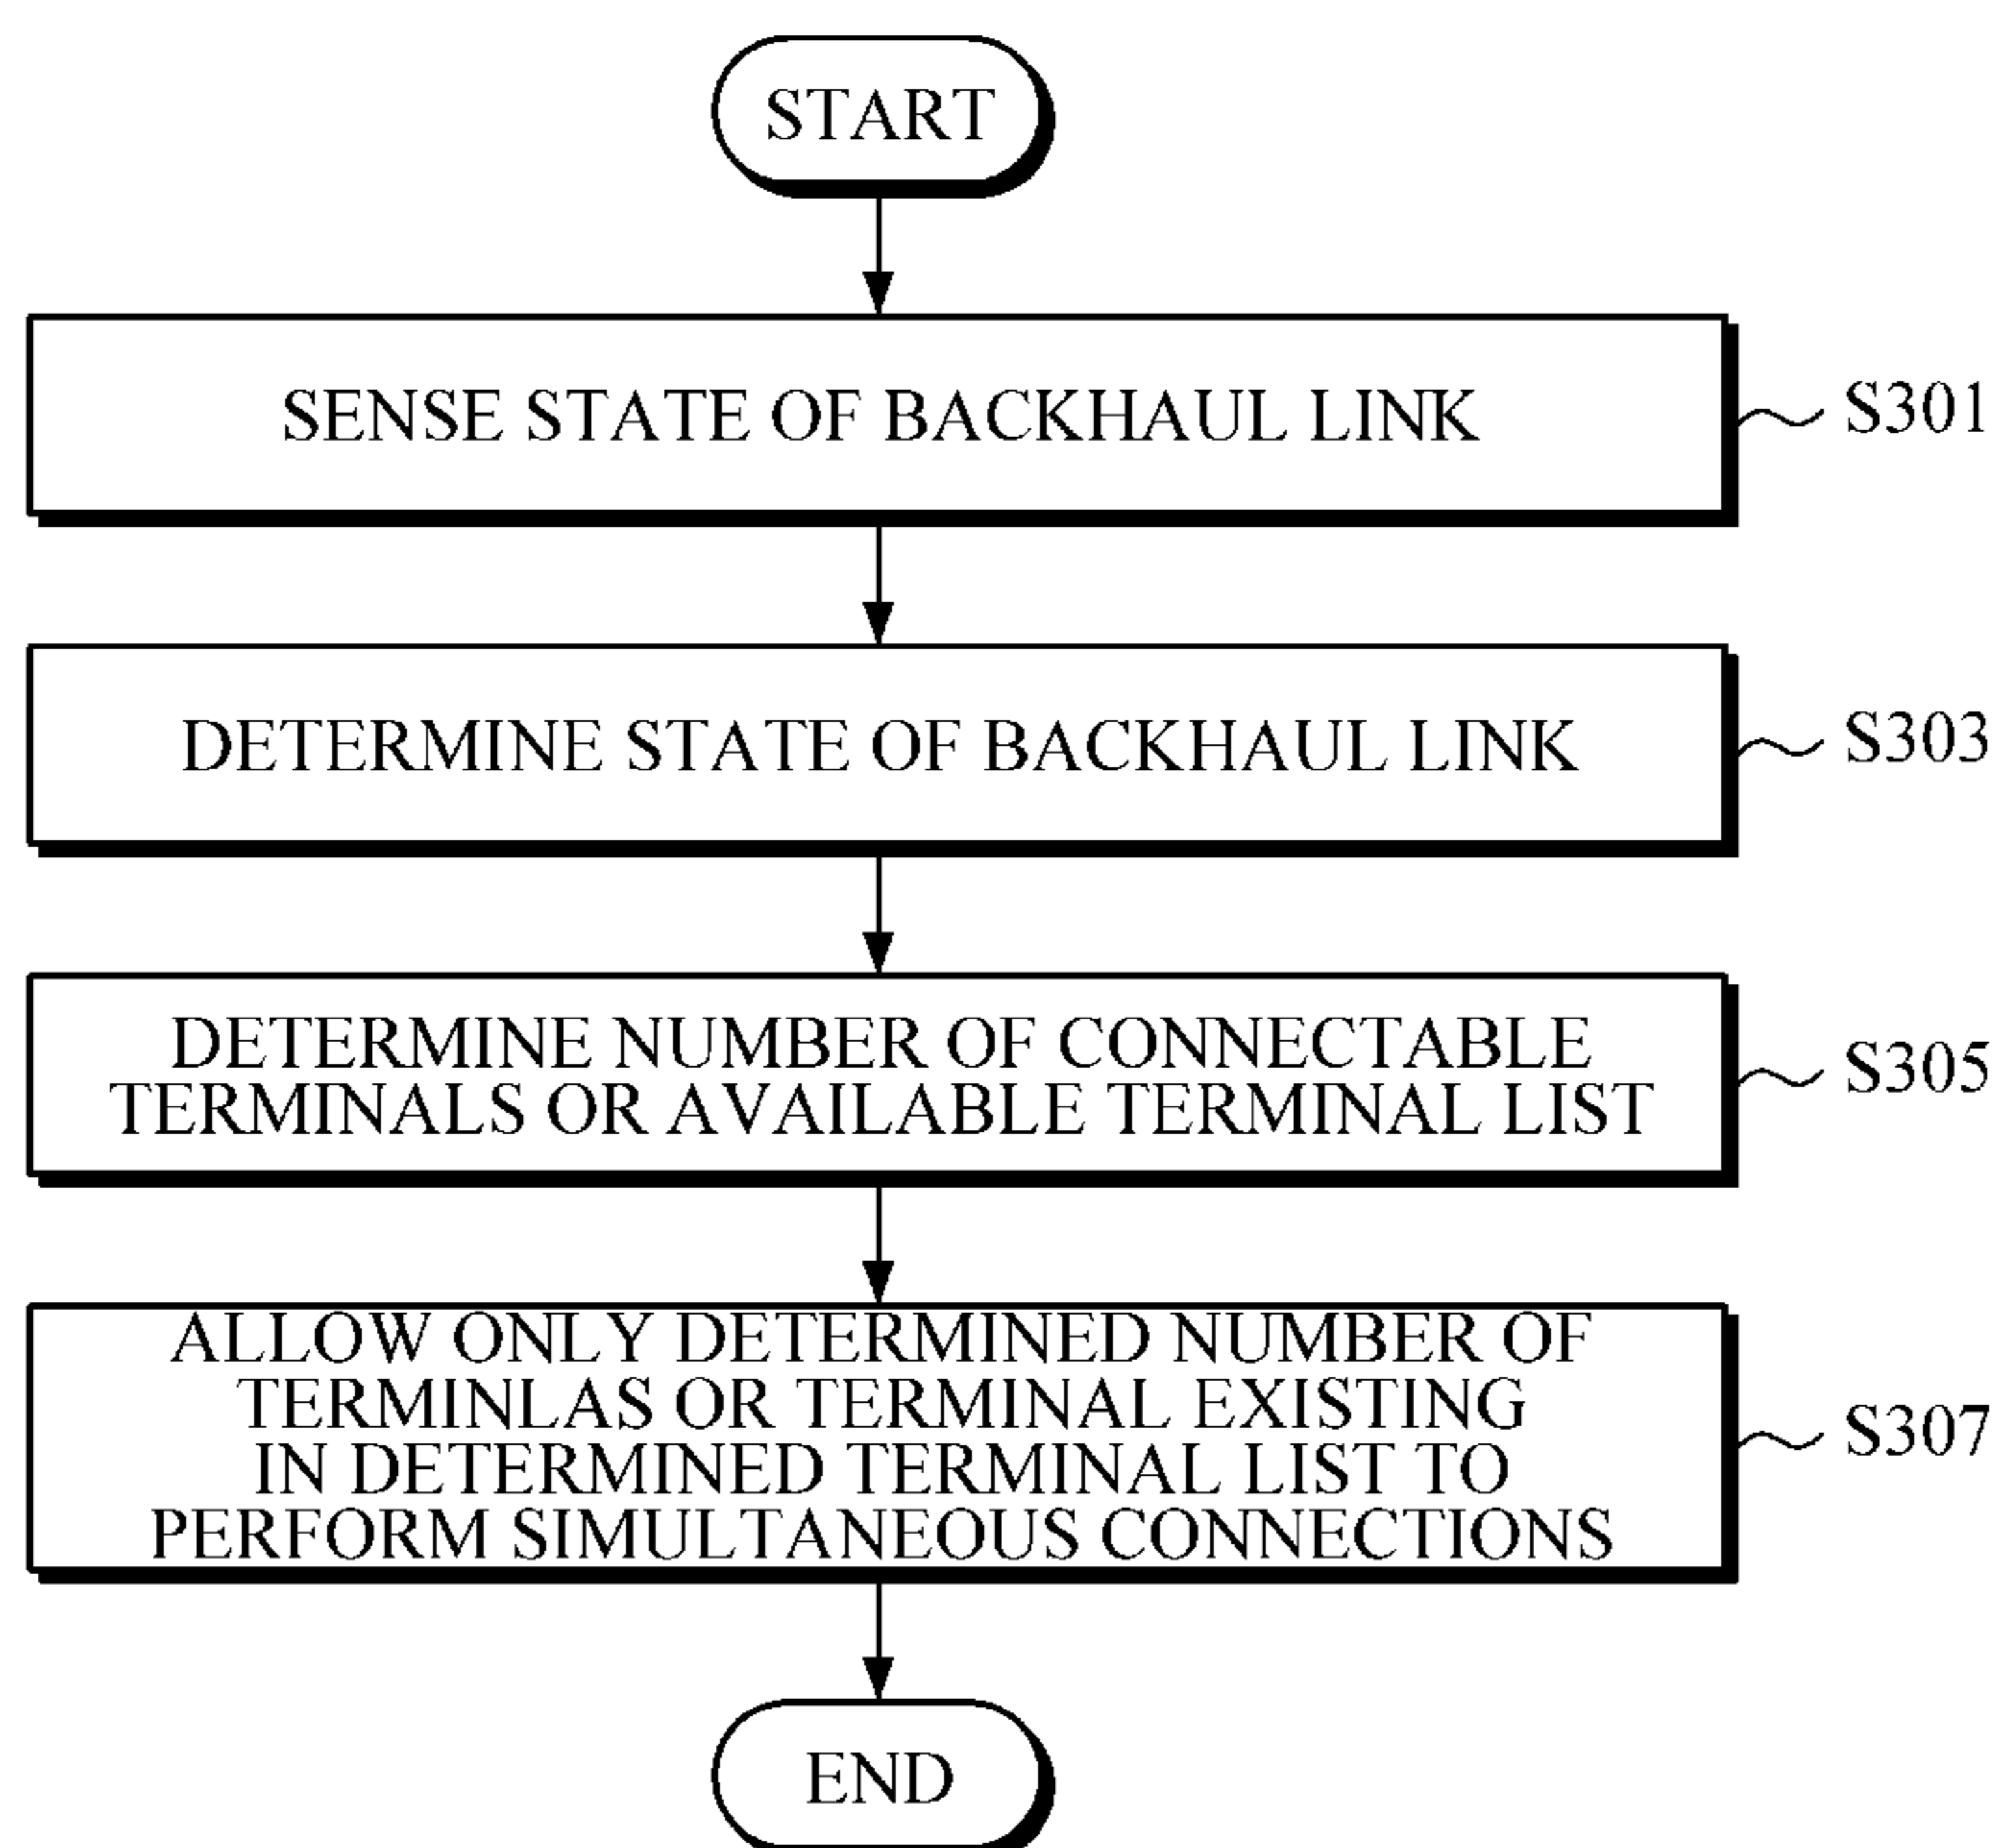 START
SENSE STATE OF BACKHAUL LINK
S301
DETERMINE STATE OF BACKHAUL LINK
S303
DETERMINE NUMBER OF CONNECTABLE
TERMINALS OR AVAILABLE TERMINAL LIST
S305
ALLOW ONLY DETERMINED NUMBER OF
TERMINLAS OR TERMINAL EXISTING
IN DETERMINED TERMINAL LIST TO
PERFORM SIMULTANEOUS CONNECTIONS
S307
END